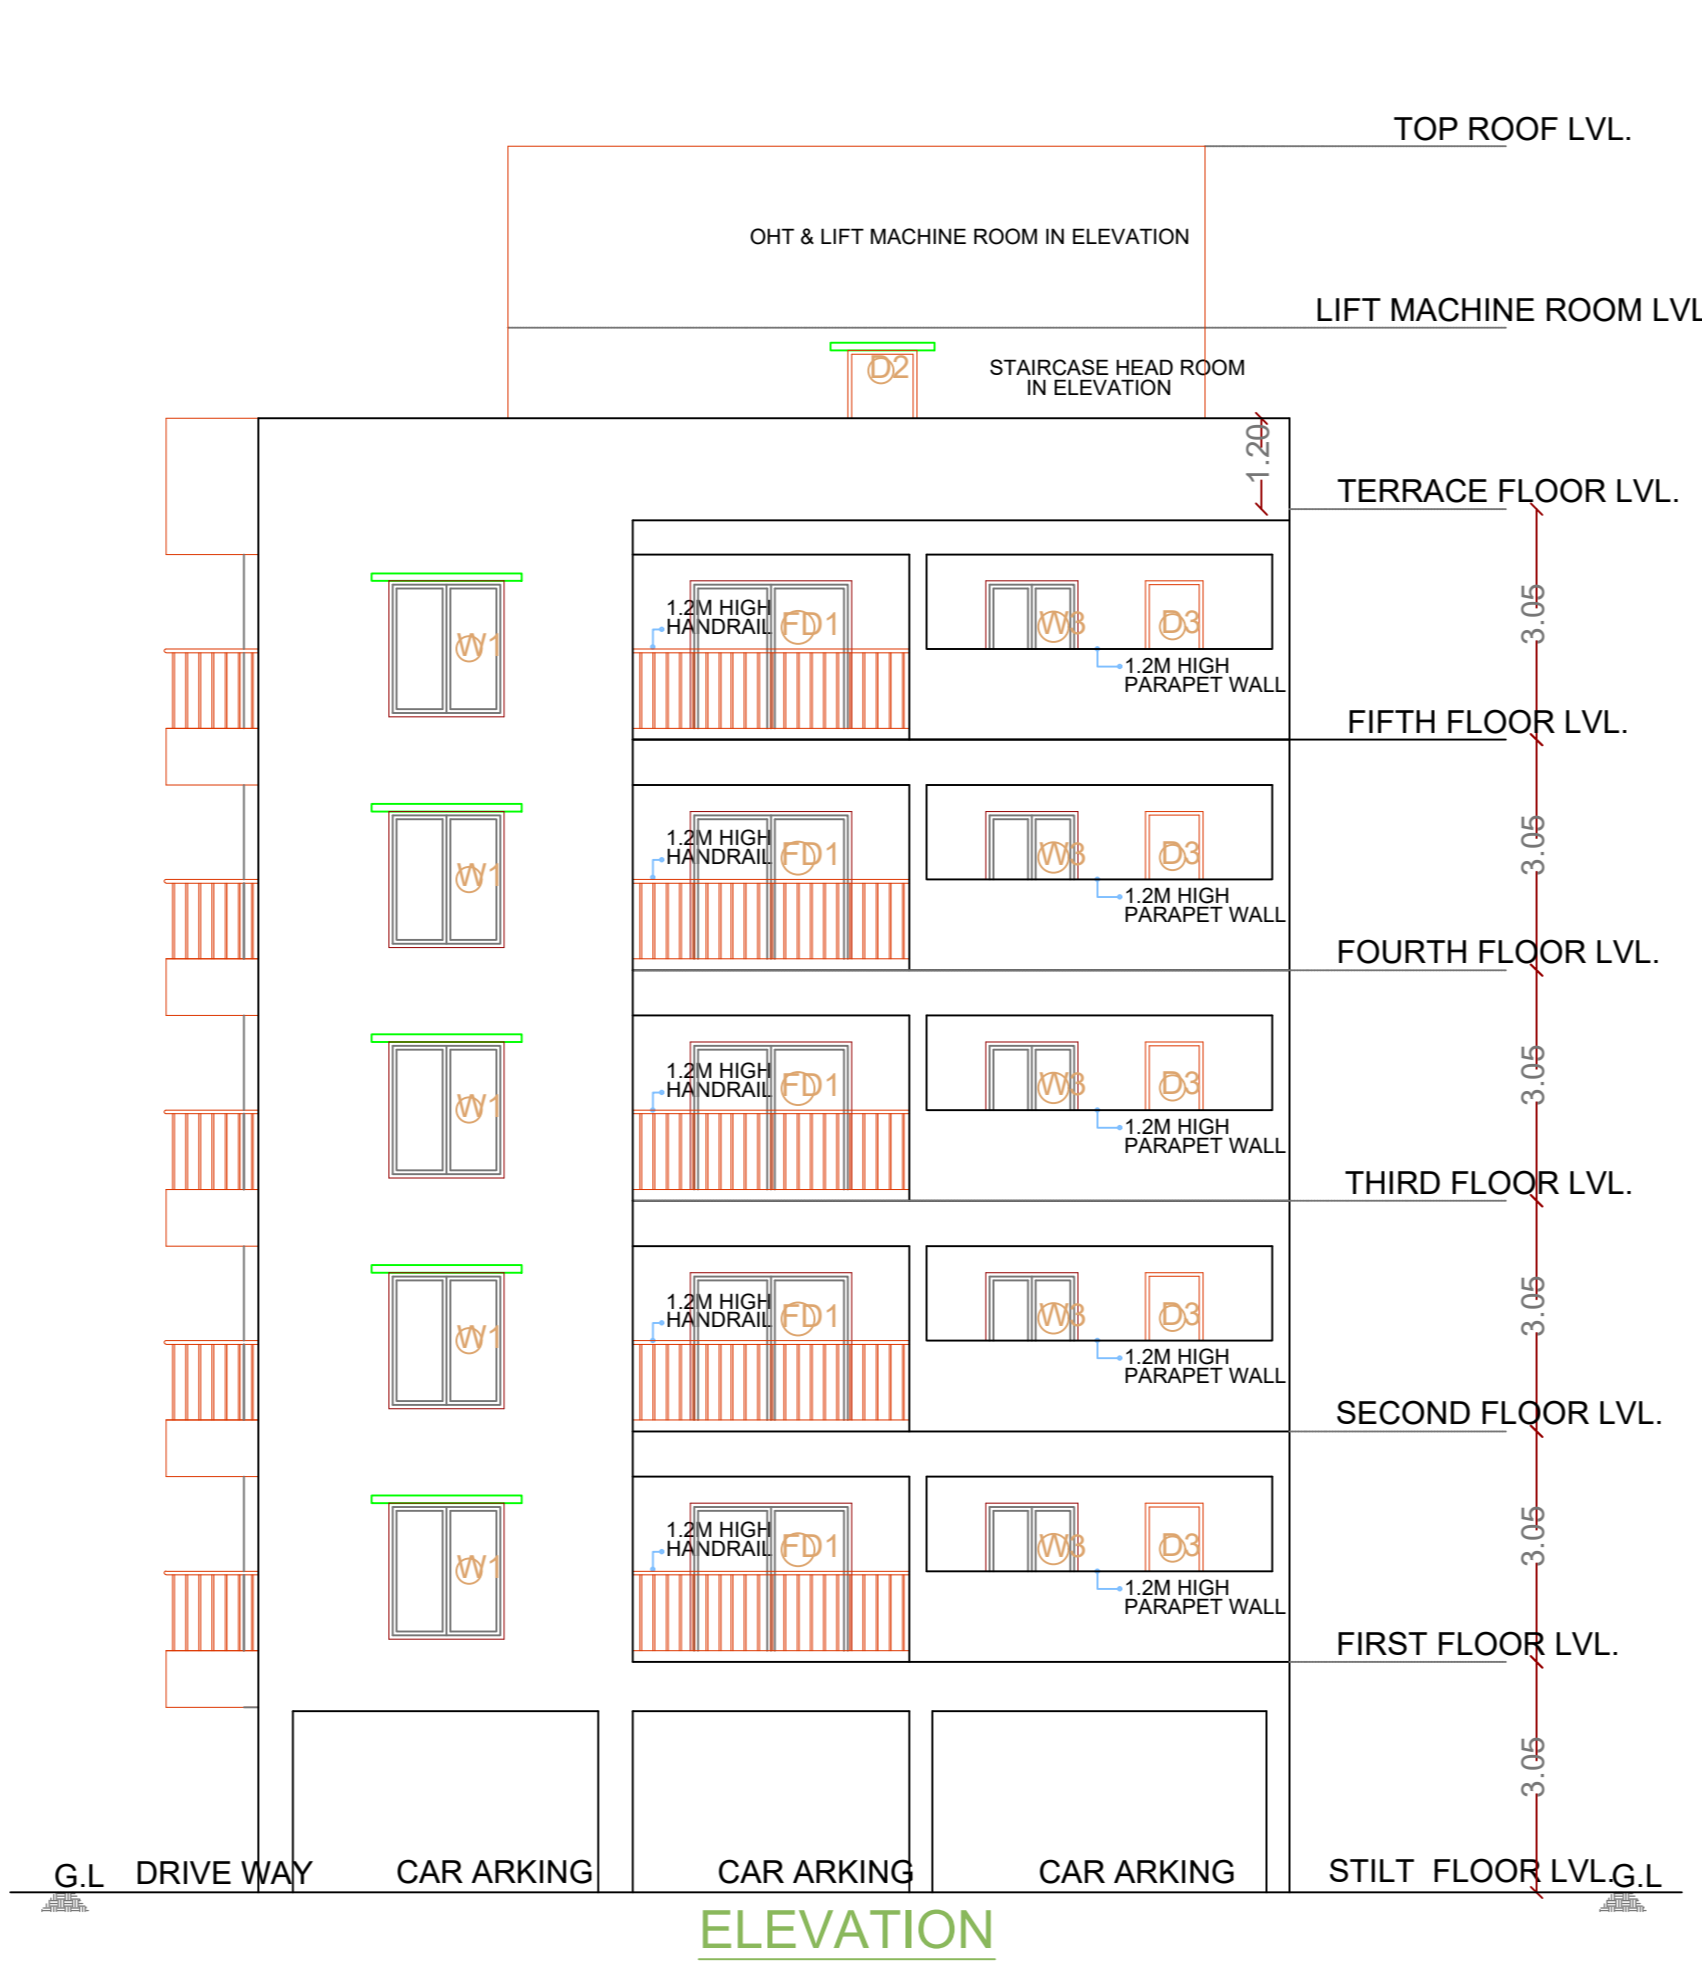 TOP ROOF LVL.
OHT & LIFT MACHINE ROOM IN ELEVATION
LIFT MACHINE ROOM LVL
D2
STAIRCASE HEAD ROOM
IN ELEVATION
1.20
TERRACE FLOOR LVL.
W1
1.2M HIGH
HANDRAIL
FD1
W3
D3
1.2M HIGH
PARAPET WALL
3.05
FIFTH FLOOR LVL.
W1
1.2M HIGH
HANDRAIL
FD1
W3
D3
1.2M HIGH
PARAPET WALL
3.05
FOURTH FLOOR LVL.
W1
1.2M HIGH
HANDRAIL
FD1
W3
D3
1.2M HIGH
PARAPET WALL
3.05
THIRD FLOOR LVL.
W1
1.2M HIGH
HANDRAIL
FD1
W3
D3
1.2M HIGH
PARAPET WALL
3.05
SECOND FLOOR LVL.
W1
1.2M HIGH
HANDRAIL
FD1
W3
D3
1.2M HIGH
PARAPET WALL
3.05
FIRST FLOOR LVL.
3.05
G.L
DRIVE WAY
CAR ARKING
CAR ARKING
CAR ARKING
STILT FLOOR LVL.
G.L
ELEVATION